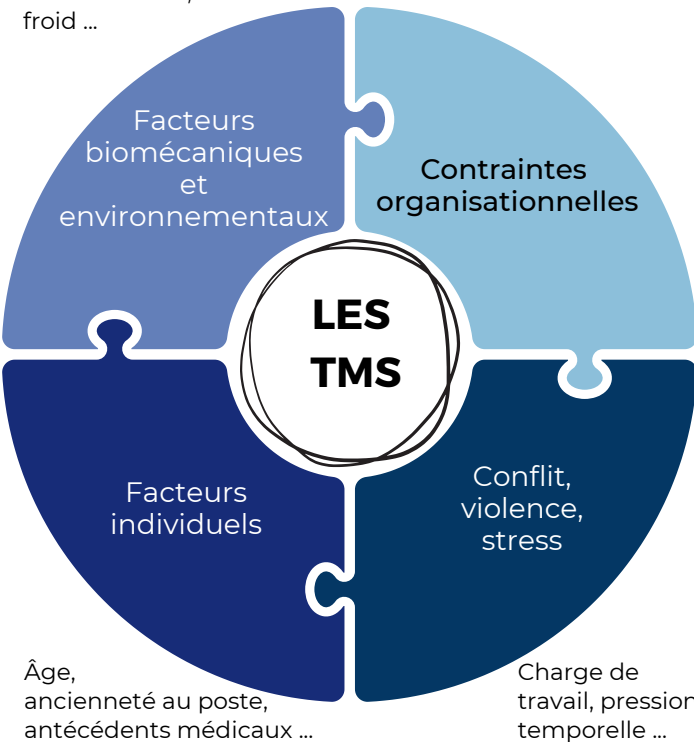 froid ...
Facteurs
biomécaniques
et
environnementaux
Contraintes
organisationnelles
LES
TMS
Facteurs
individuels
Conflit,
violence,
stress
Âge,
ancienneté au poste,
antécédents médicaux ...
Charge de
travail, pression
temporelle ...